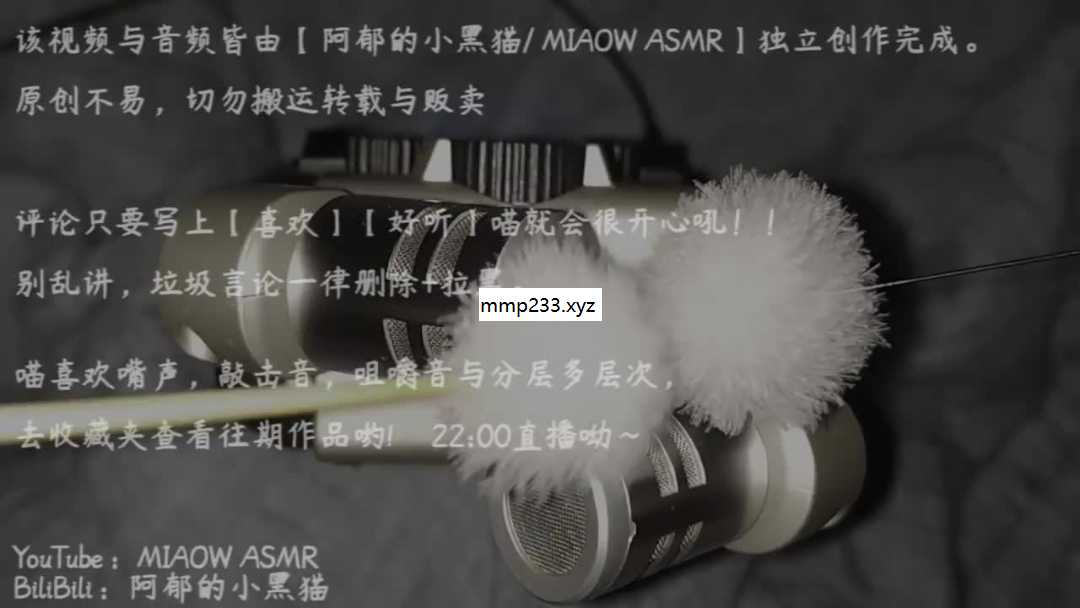 该视频与音频皆由【阿郁的小黑猫/ MIAOW ASMR】独立创作完成。
原创不易，切勿搬运转载与贩卖
评论只要写上【喜欢】【好听】喵就会很开心吼！！
别乱讲，垃圾言论一律删除+拉黑。
mmp233.xyz
喵喜欢嘴声，敲击音，咀嚼音与分层多层次，
去收藏夹查看往期作品哟! 22:00直播呦~
YouTube：MIAOW ASMR
BiliBili：阿郁的小黑猫